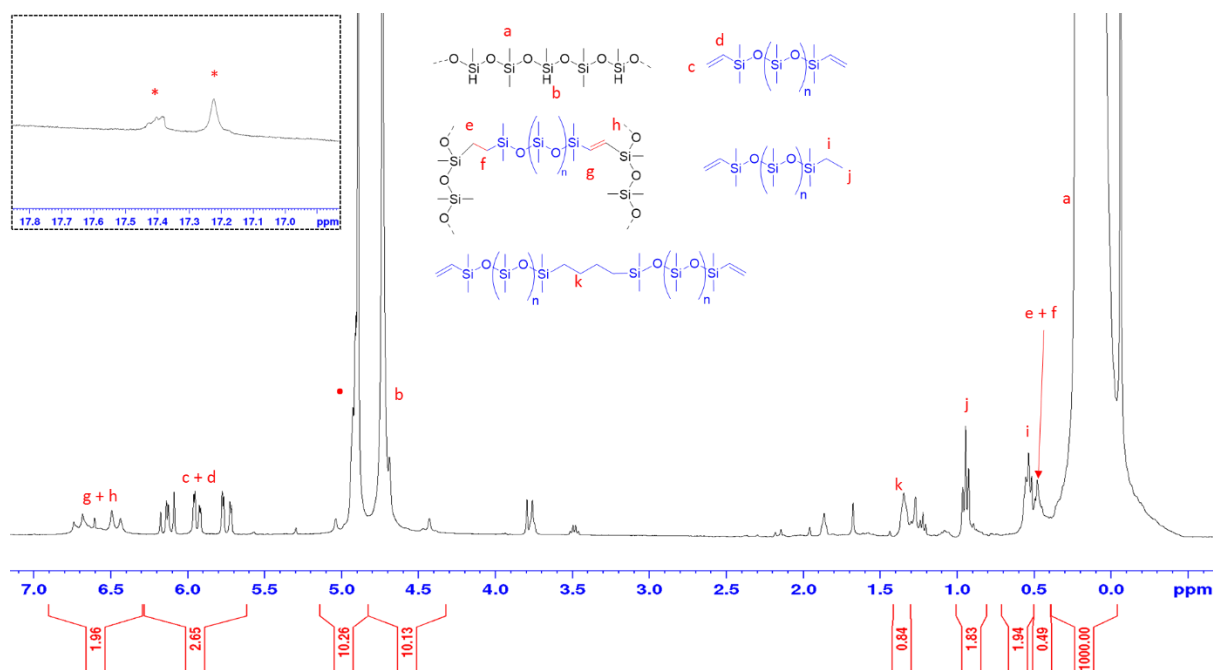 * *
17.8 17.7 17.6 17.5 17.4 17.3 17.2 17.1 17.0 ppm
a
O Si O Si O Si O Si O Si O
H H H
b
d
c
Si O Si O Si
n
e h
O Si O Si O
Si O Si O Si
n
f g
Si O Si O
i
Si O Si O Si
n
j
Si O Si O Si Si O Si O Si
n n
k
a
e + f
• b
j
i
g + h
c + d
k
7.0 6.5 6.0 5.5 5.0 4.5 4.0 3.5 3.0 2.5 2.0 1.5 1.0 0.5 0.0 ppm
1.96 2.65 10.26 10.13 0.84 1.83 1.94 0.49 1000.00